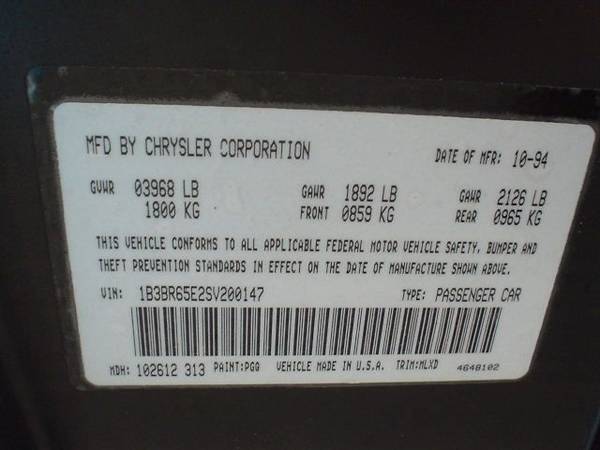 MFD BY CHRYSLER CORPORATION DATE OF MFR: 10-94
GVWR 03968 LB GAWR 1892 LB GAWR 2126 LB
1800 KG FRONT 0859 KG REAR 0965 KG
THIS VEHICLE CONFORMS TO ALL APPLICABLE FEDERAL MOTOR VEHICLE SAFETY, BUMPER AND
THEFT PREVENTION STANDARDS IN EFFECT ON THE DATE OF MANUFACTURE SHOWN ABOVE.
VIN: 1B3BR65E2SV200147 TYPE: PASSENGER CAR
MDH: 102612 313 PAINT:PGG VEHICLE MADE IN U.S.A. TRIM:MLXD 4648102